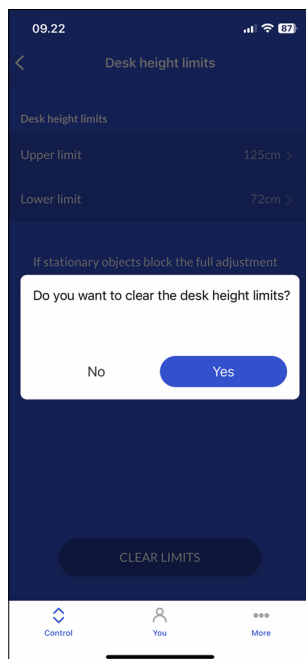 09.22 87
Desk height limits
Desk height limits
Upper limit 125cm
Lower limit 72cm
If stationary objects block the full adjustment
Do you want to clear the desk height limits?
No Yes
CLEAR LIMITS
Control You More